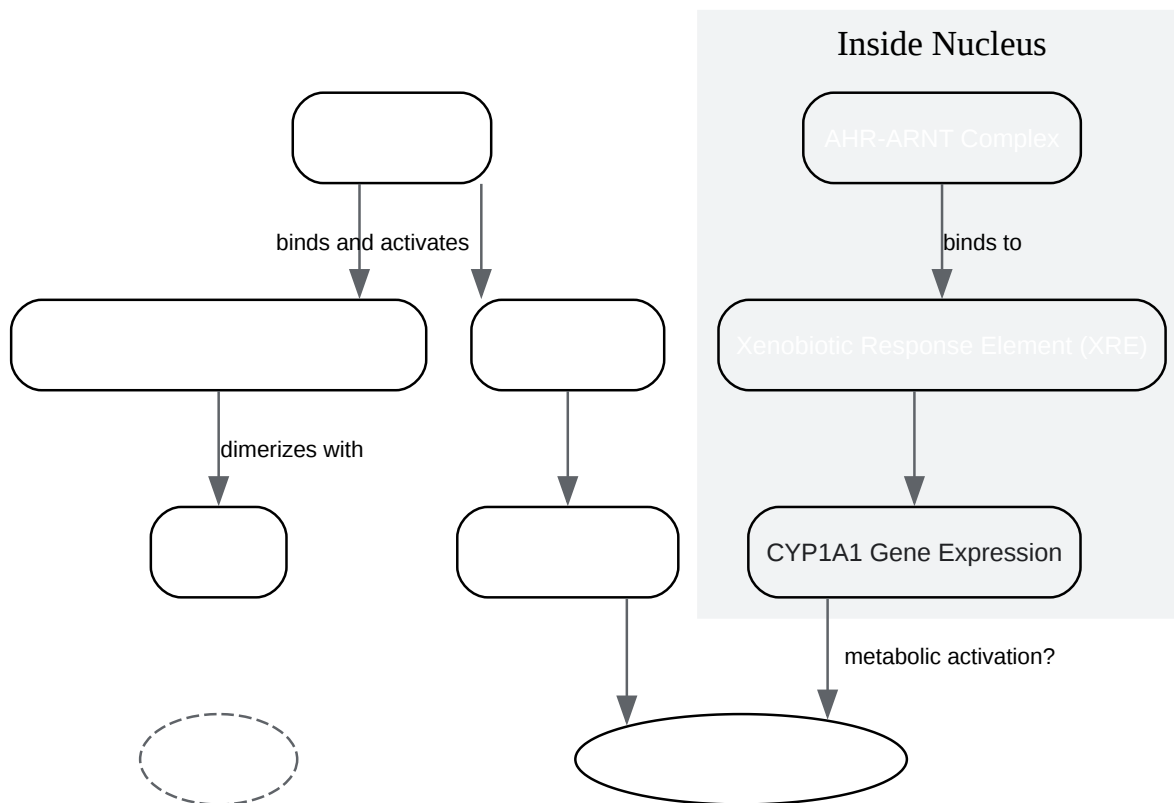 Inside Nucleus
AHR-ARNT Complex
binds and activates
binds to
Xenobiotic Response Element (XRE)
dimerizes with
CYP1A1 Gene Expression
metabolic activation?